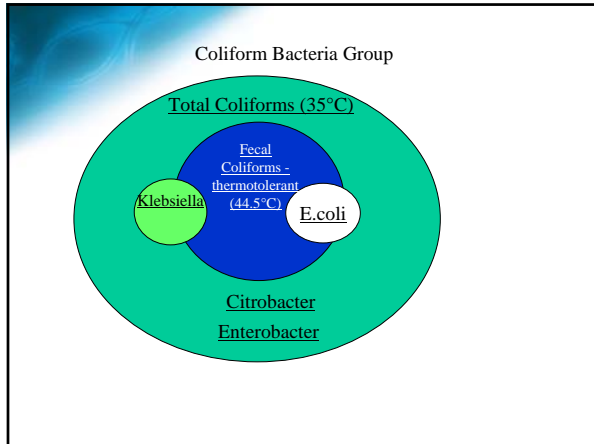 Coliform Bacteria Group
Total Coliforms (35°C)
Fecal
Coliforms -
thermotolerant
(44.5°C)
Klebsiella
E.coli
Citrobacter
Enterobacter